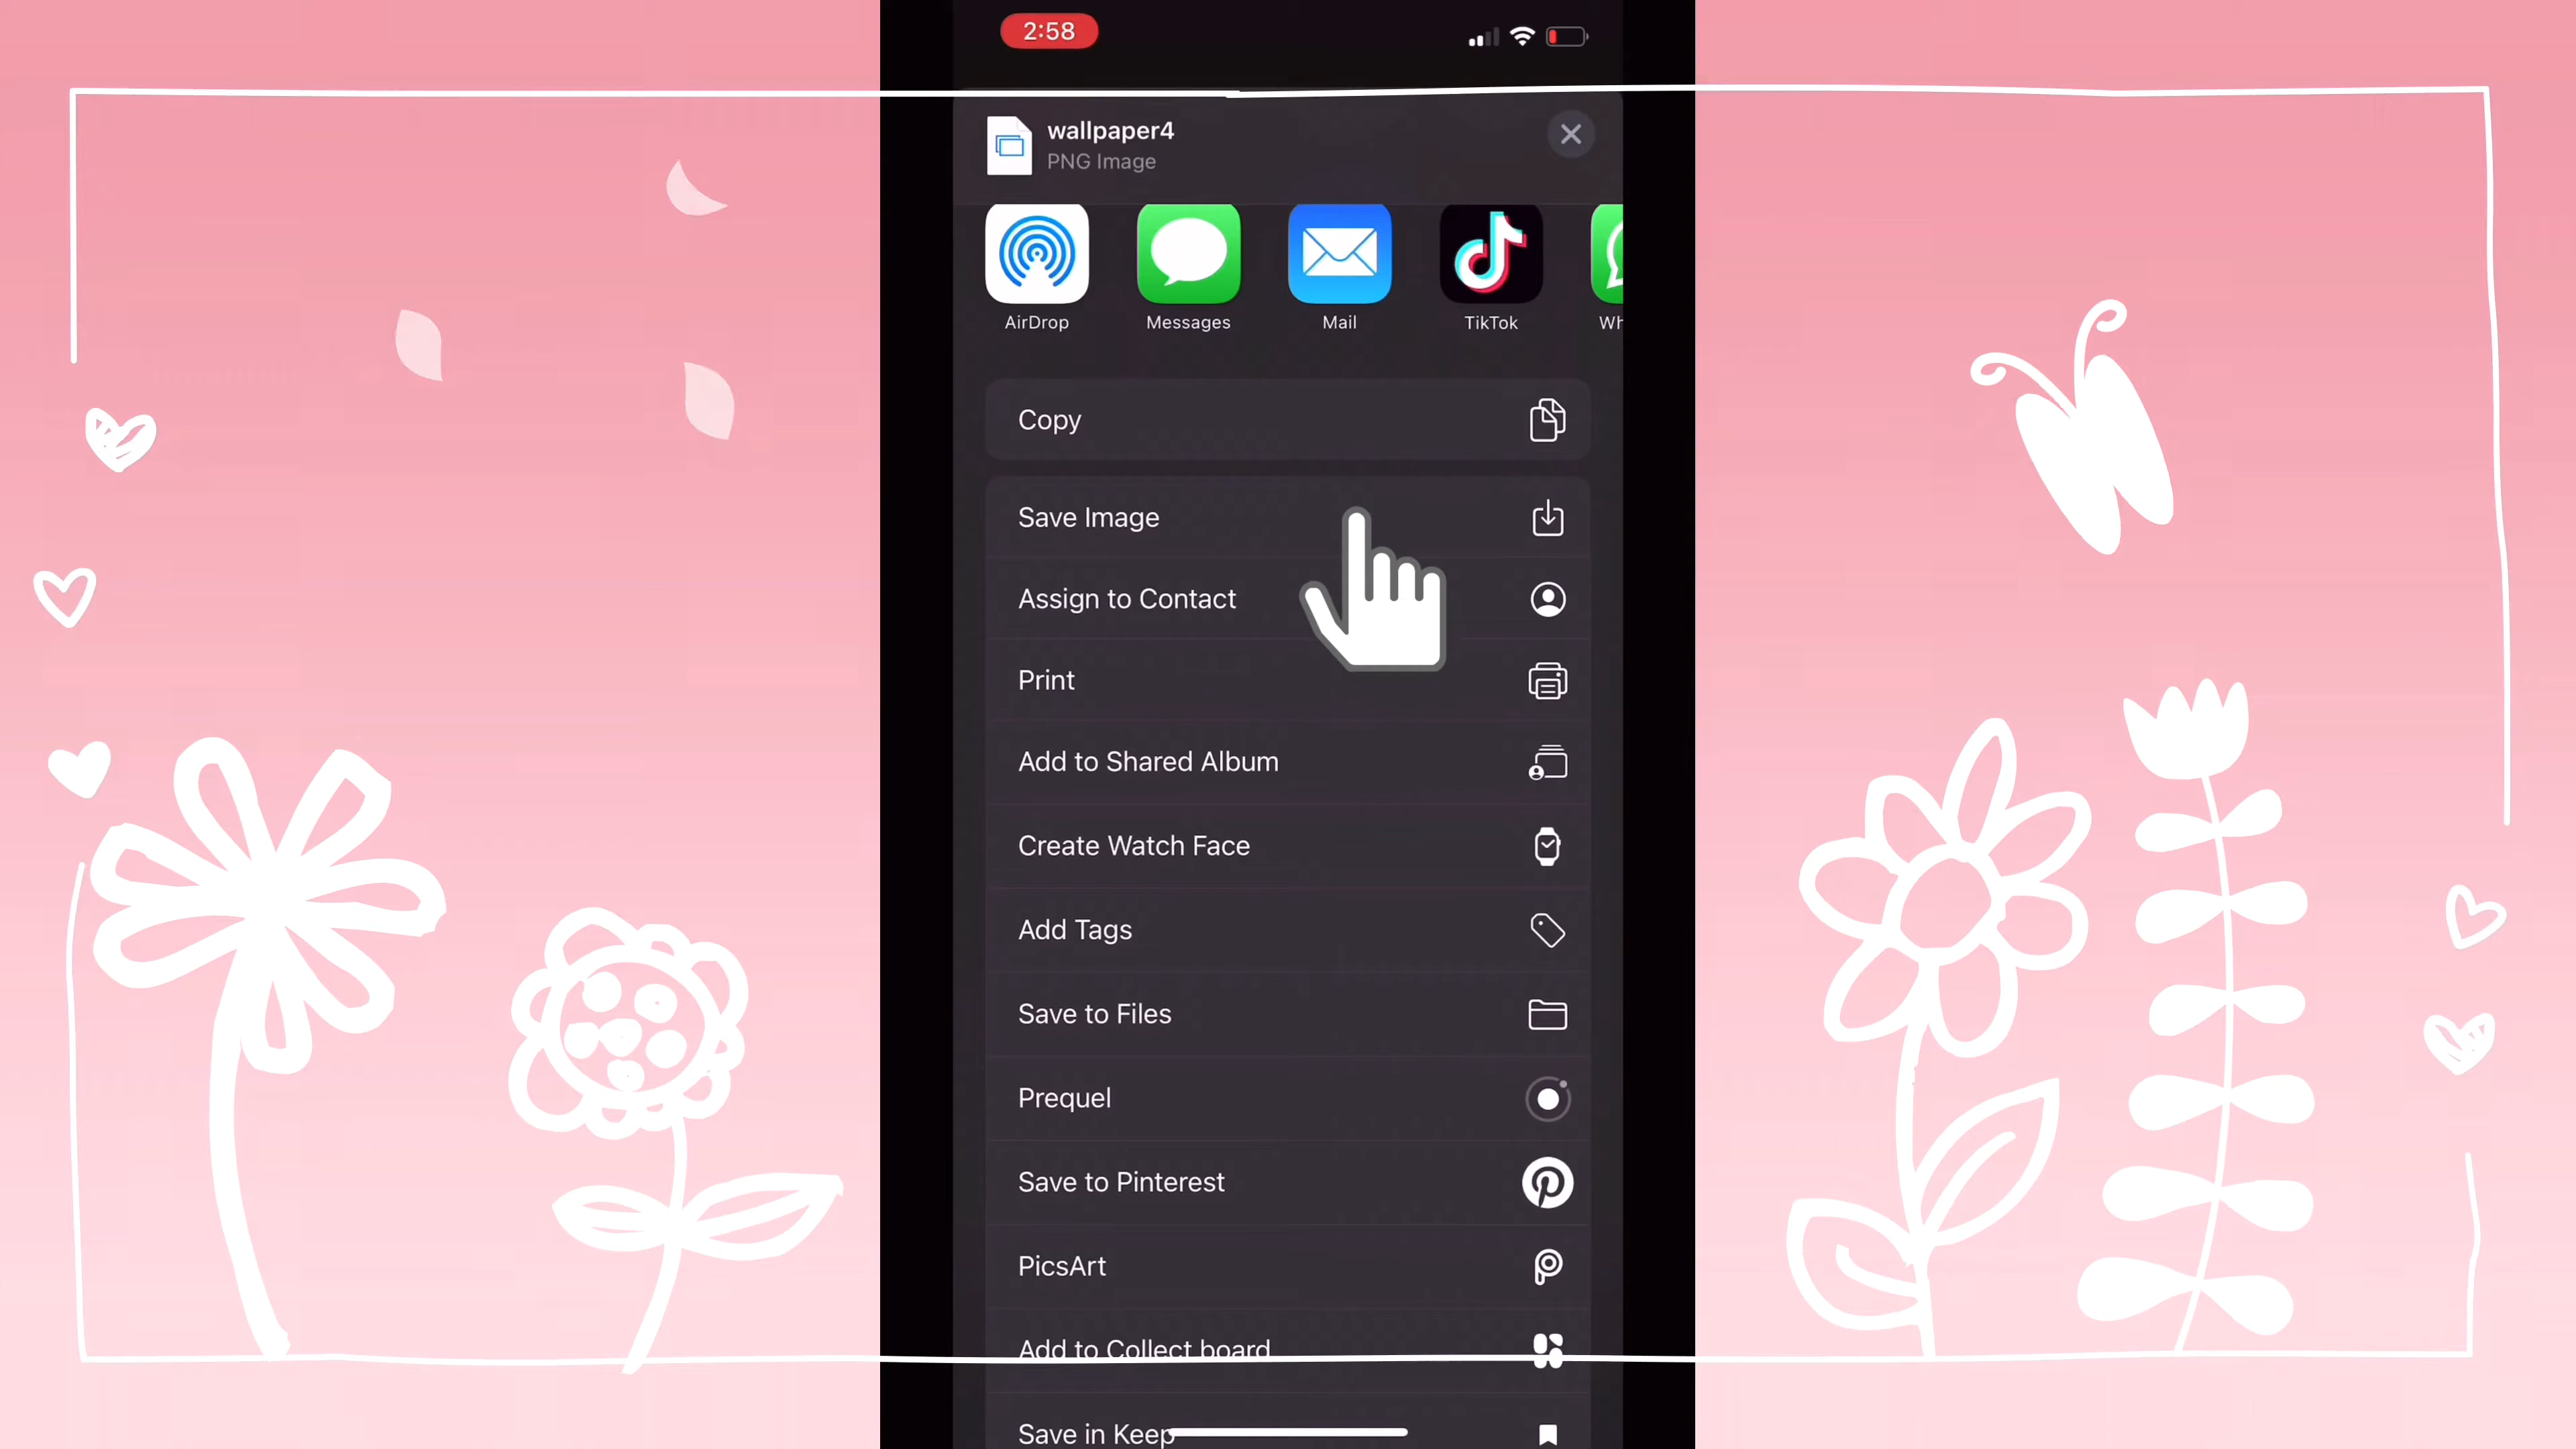 2:58
wallpaper4
PNG Image
AirDrop
Messages
Mail
TikTok
Wh
Copy
Save Image
Assign to Contact
Print
Add to Shared Album
Create Watch Face
Add Tags
Save to Files
Prequel
Save to Pinterest
PicsArt
Add to Collect board
Save in Keep